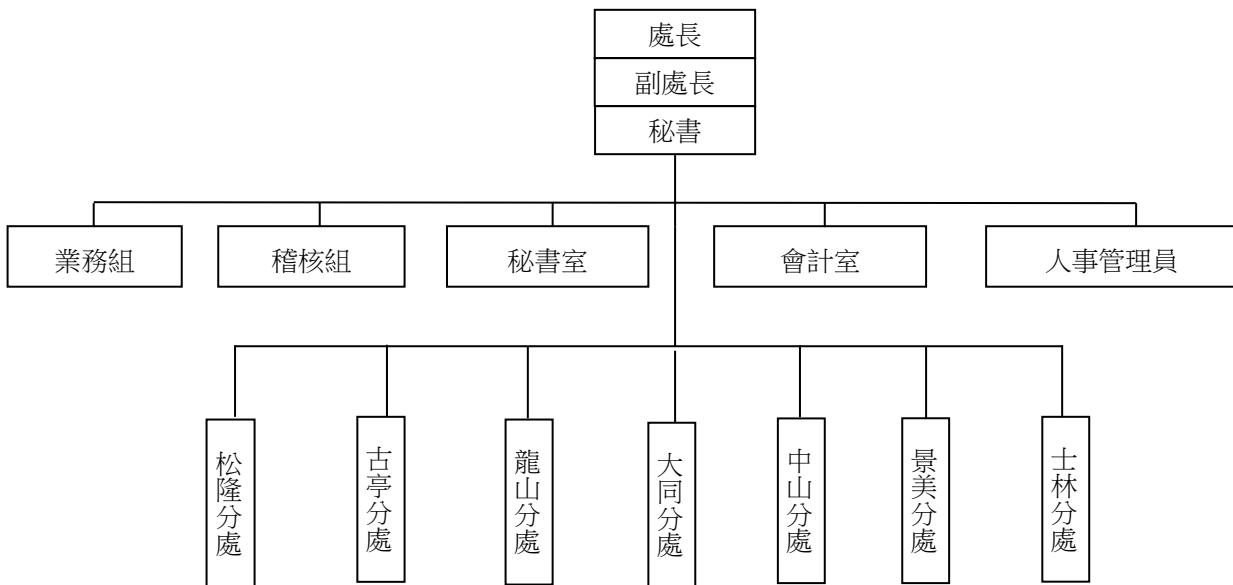 處長
副處長
秘書
業務組
稽核組
秘書室
會計室
人事管理員
松隆分處
古亭分處
龍山分處
大同分處
中山分處
景美分處
士林分處